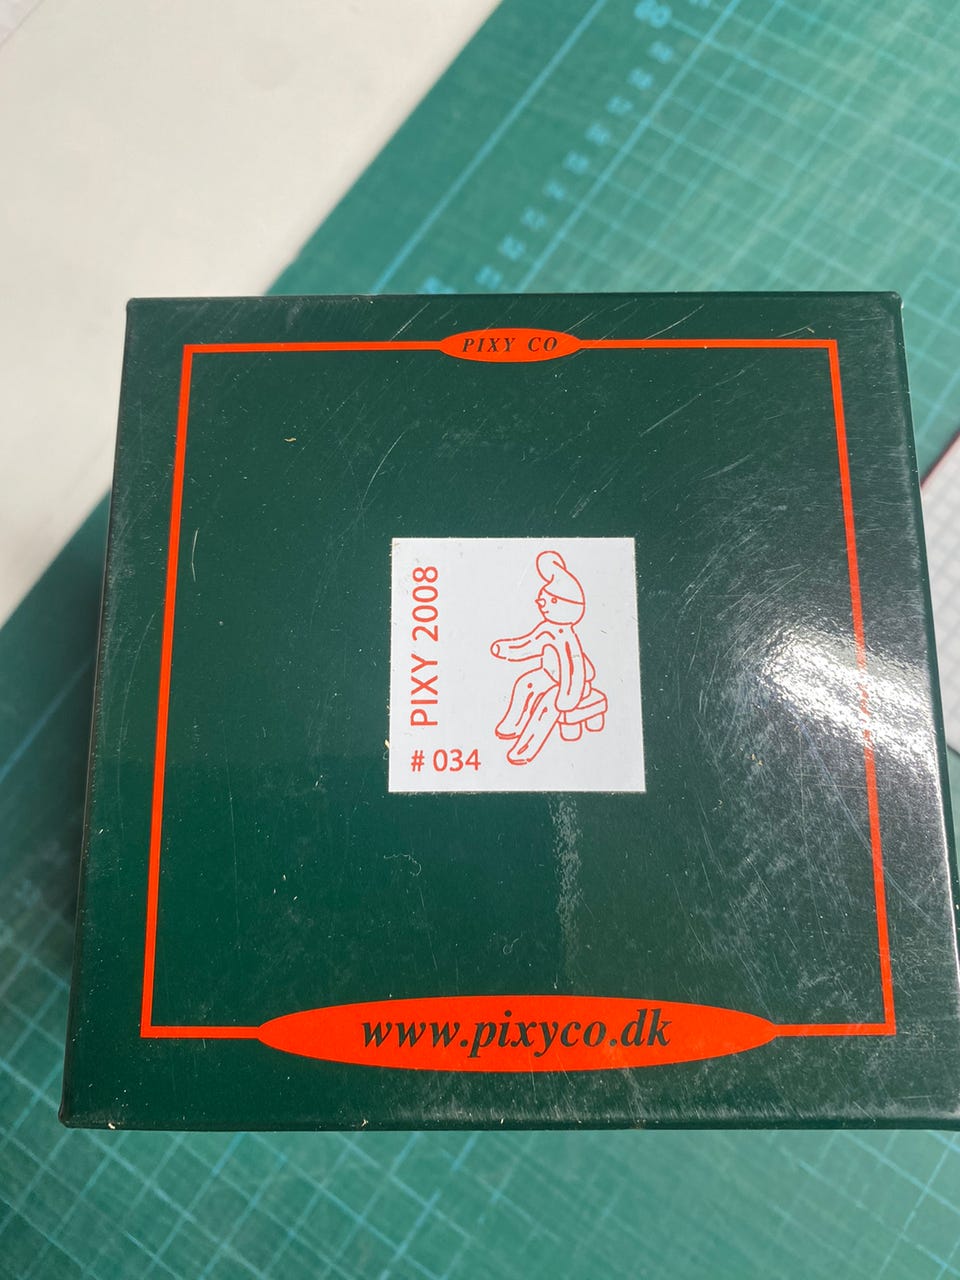 PIXY CO
PIXY 2008
# 034
www.pixyco.dk